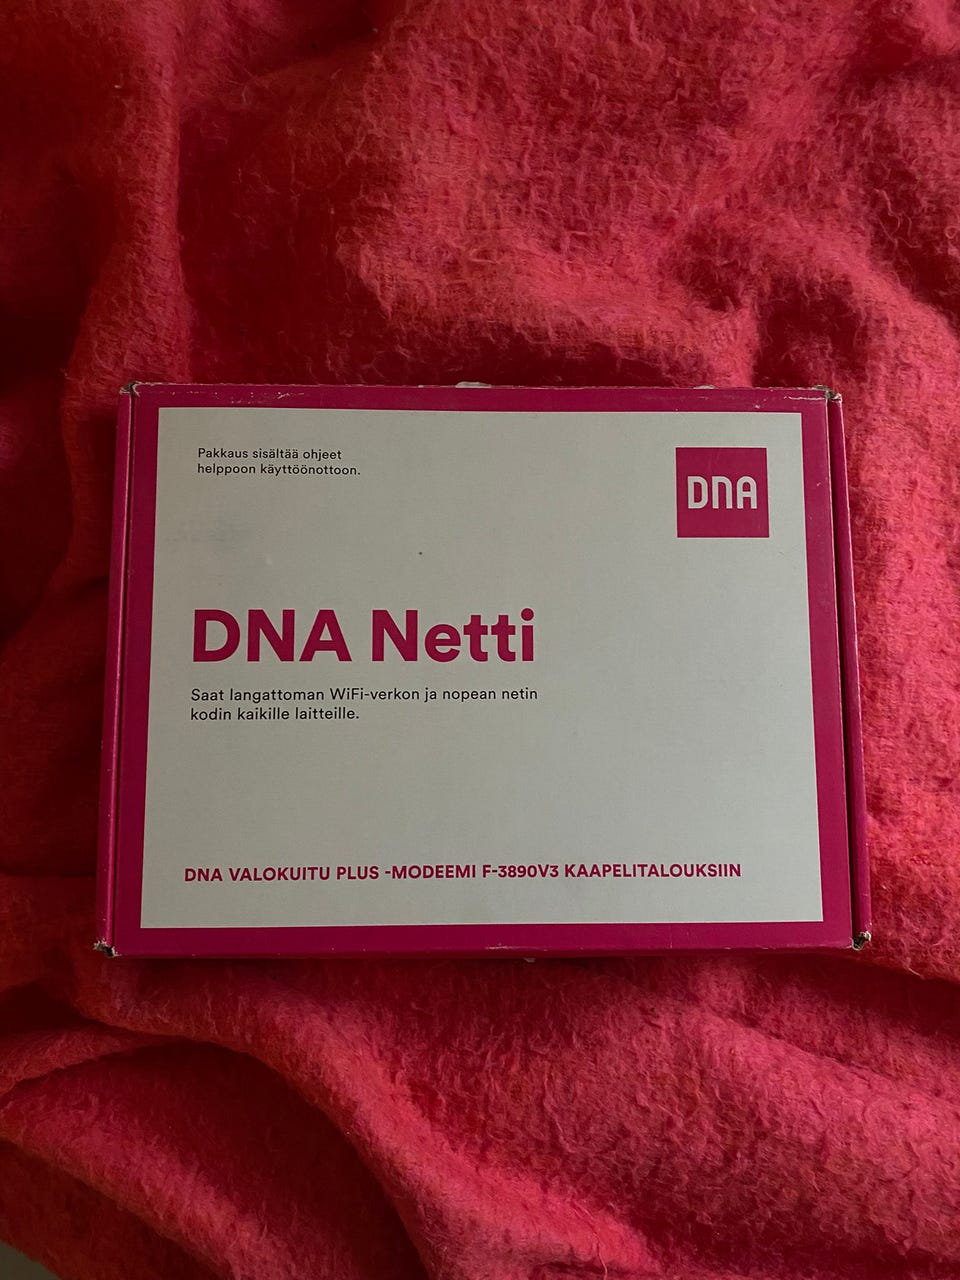 Pakkaus sisältää ohjeet
helppoon käyttöönottoon.
DNA
DNA Netti
Saat langattoman WiFi-verkon ja nopean netin
kodin kaikille laitteille.
DNA VALOKUITU PLUS -MODEEMI F-3890V3 KAAPELITALOUKSIIN